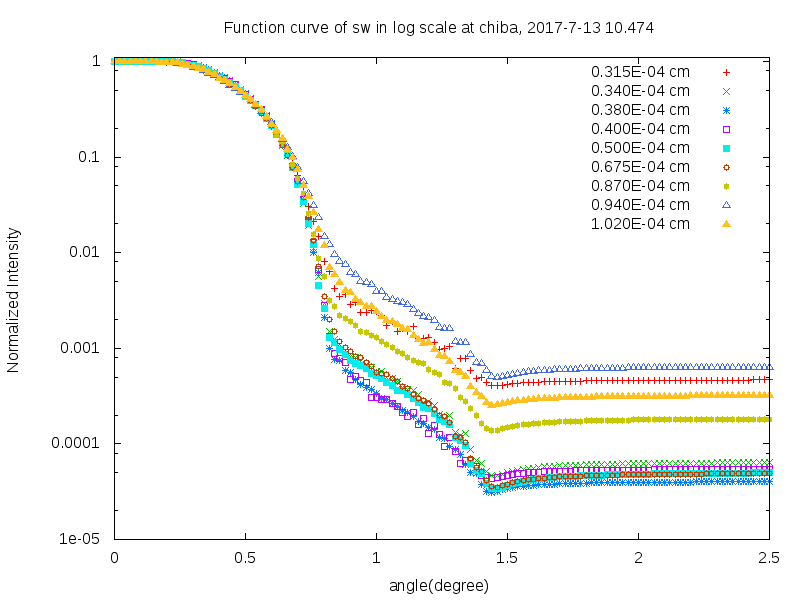 Function curve of sw in log scale at chiba, 2017-7-13 10.474
1
0.1
0.01
0.001
0.0001
1e-05
0
0.5
1
1.5
2
2.5
Normalized Intensity
angle(degree)
0.315E-04 cm
0.340E-04 cm
0.380E-04 cm
0.400E-04 cm
0.500E-04 cm
0.675E-04 cm
0.870E-04 cm
0.940E-04 cm
1.020E-04 cm